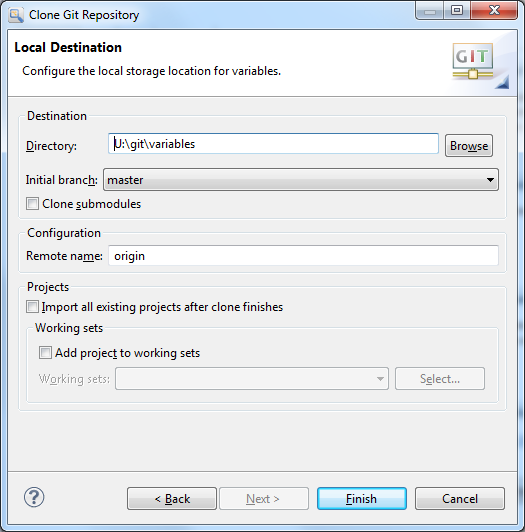 Clone Git Repository
Local Destination
Configure the local storage location for variables.
GIT
Destination
Directory: U:\git\variables Browse
Initial branch: master
Clone submodules
Configuration
Remote name: origin
Projects
Import all existing projects after clone finishes
Working sets
Add project to working sets
Working sets: Select...
? < Back Next > Finish Cancel